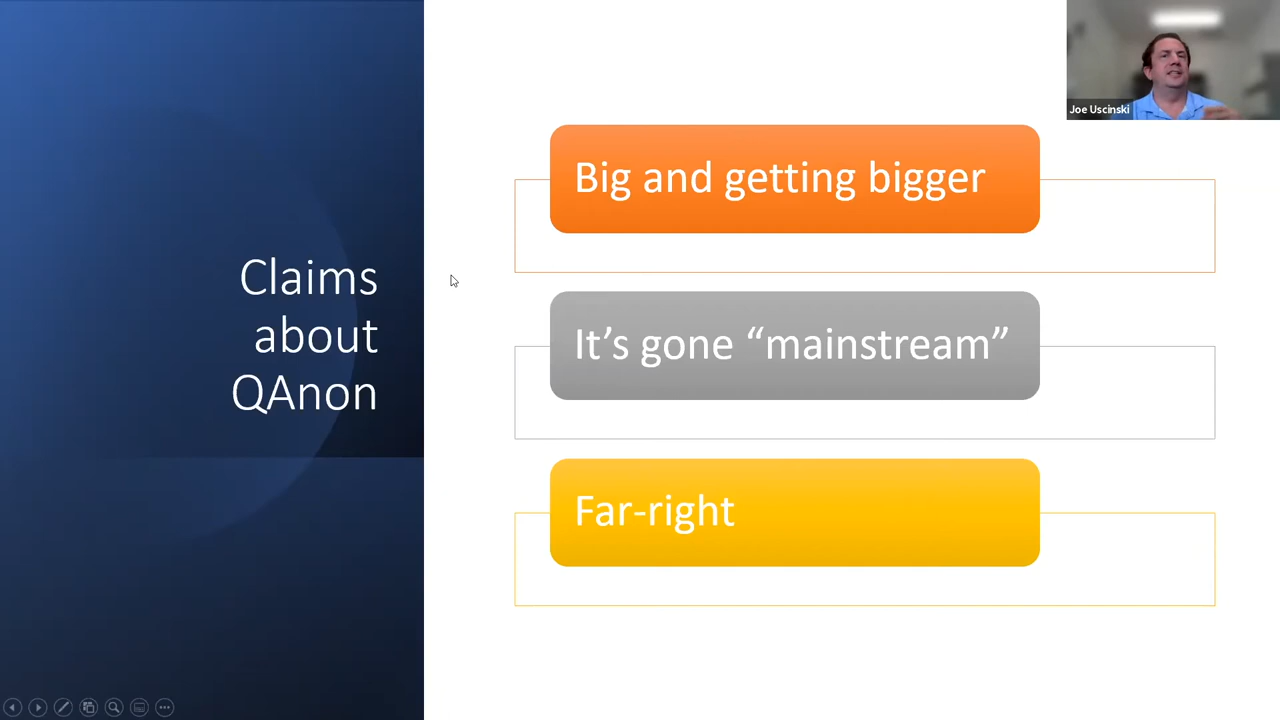 Claims
about
QAnon
Big and getting bigger
It’s gone “mainstream”
Far-right
Joe Uscinski